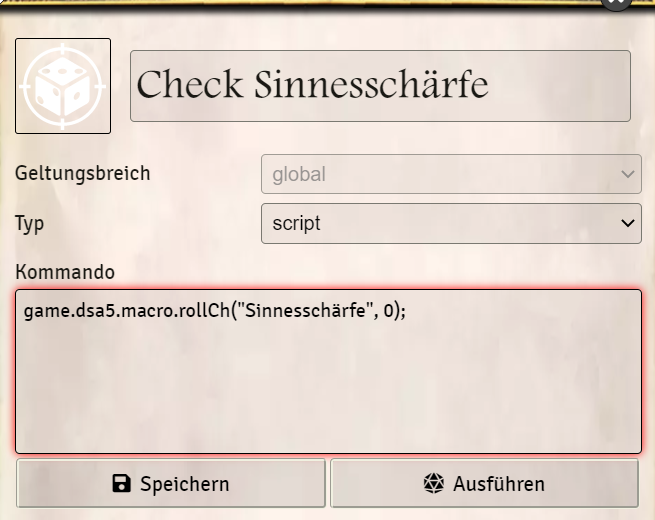 Check Sinnesschärfe
Geltungsbreich
global
Typ
script
Kommando
game.dsa5.macro.rollCh("Sinnesschärfe", 0);
Speichern
Ausführen